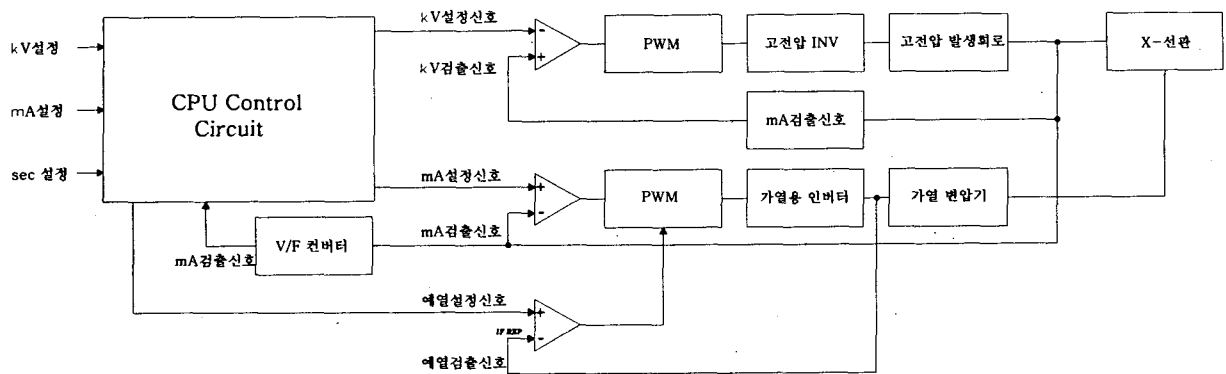 kV설정신호
kV설정
PWM
고전압 INV
고전압 발생회로
X-선관
kV검출신호
CPU Control
Circuit
mA설정
mA검출신호
sec 설정
mA설정신호
PWM
가열용 인버터
가열 변압기
V/F 컨버터
mA검출신호
mA검출신호
예열설정신호
예열검출신호